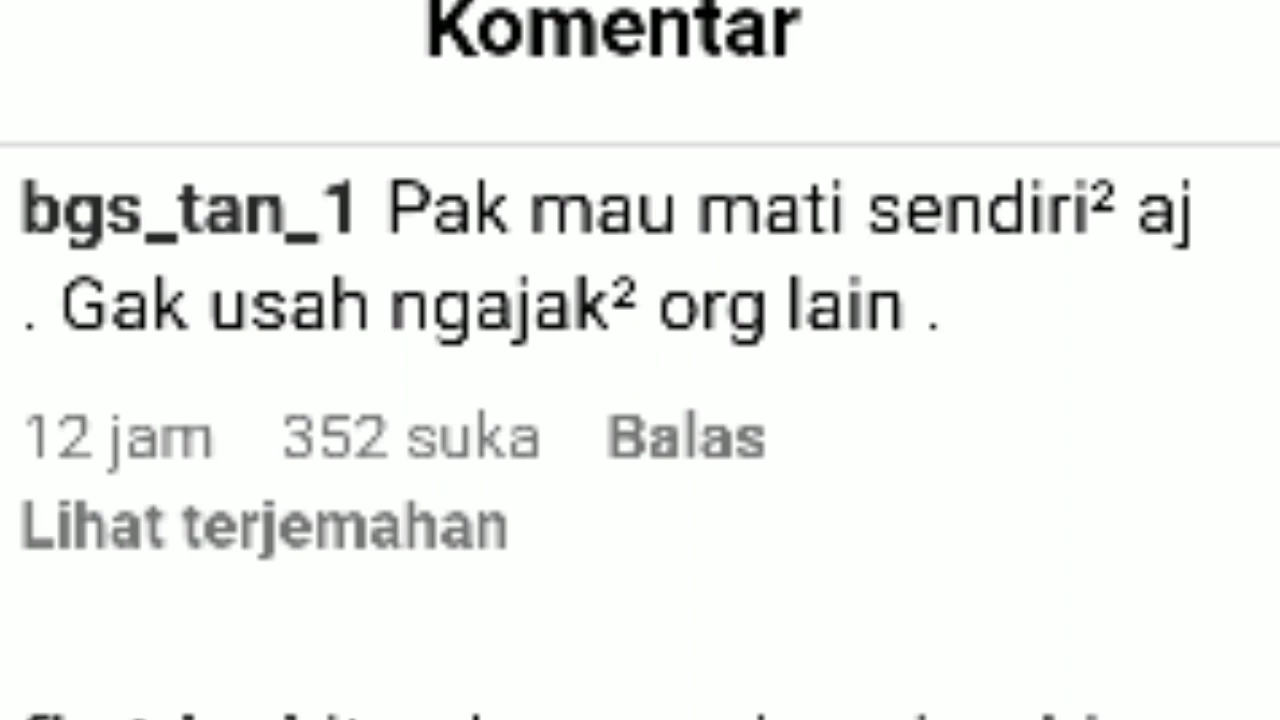 Komentar
bgs_tan_1 Pak mau mati sendiri² aj
. Gak usah ngajak² org lain .
12 jam 352 suka Balas
Lihat terjemahan